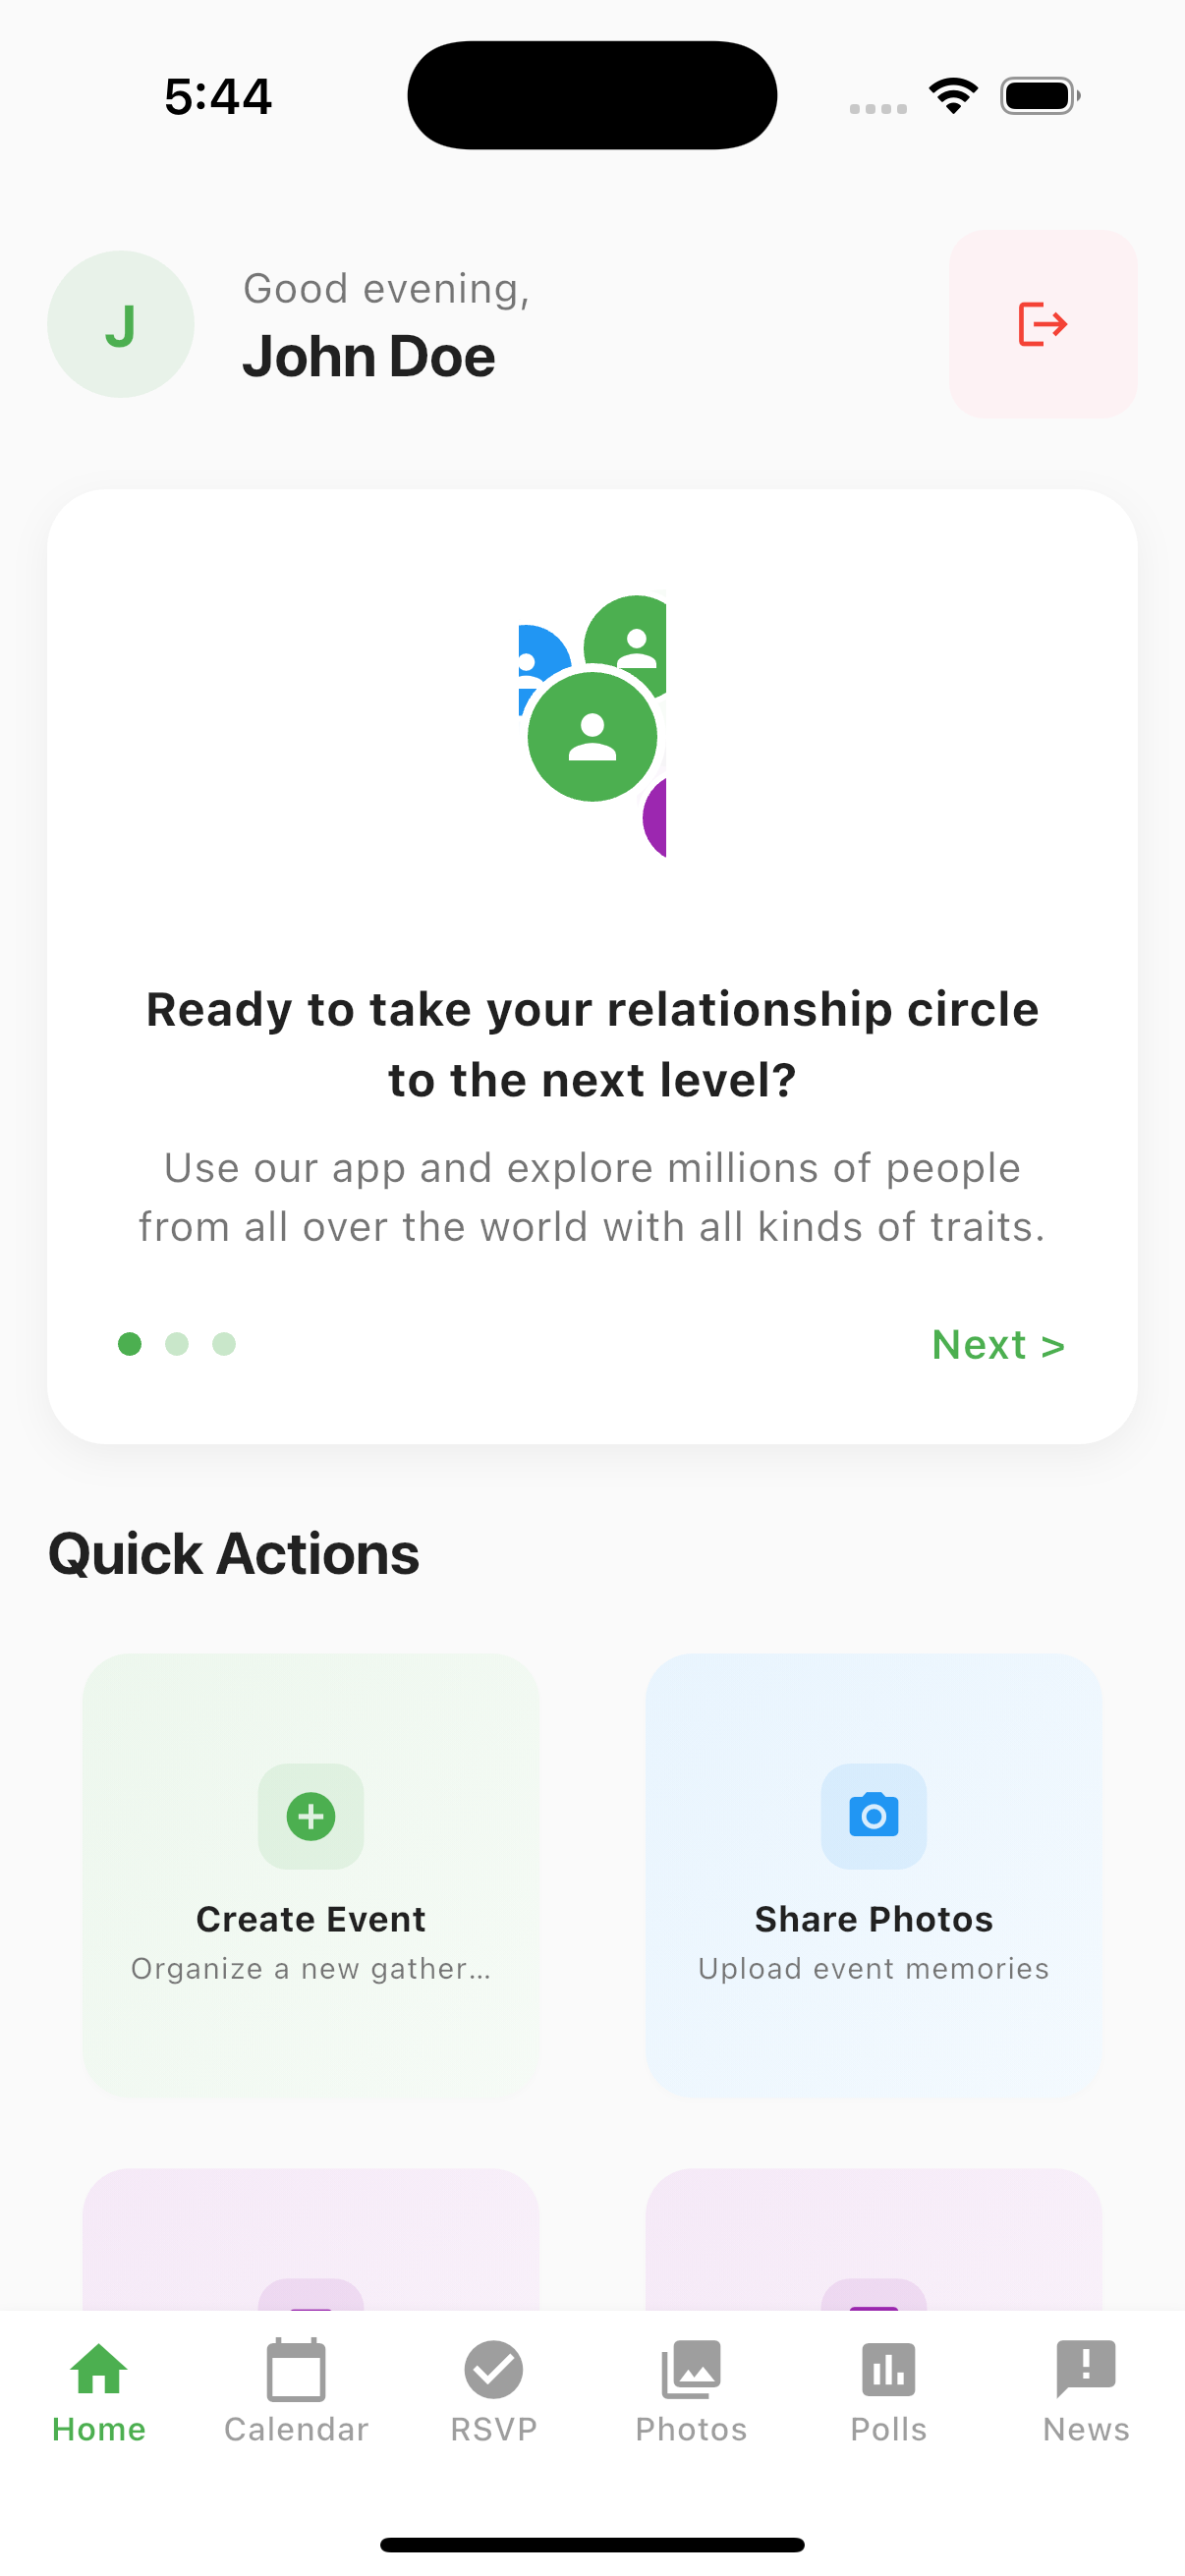 5:44
J
Good evening,
John Doe
Ready to take your relationship circle
to the next level?
Use our app and explore millions of people
from all over the world with all kinds of traits.
Next >
Quick Actions
Create Event
Organize a new gather...
Share Photos
Upload event memories
Home
Calendar
RSVP
Photos
Polls
News